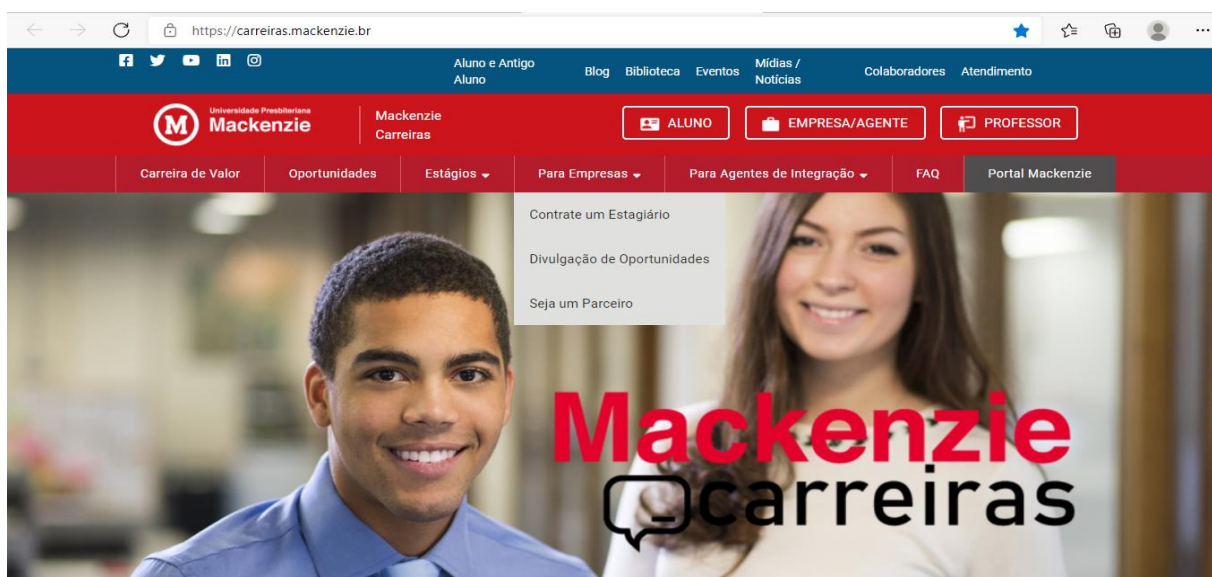 https://carreiras.mackenzie.br
Aluno e Antigo
Aluno
Blog
Biblioteca
Eventos
Mídias /
Notícias
Colaboradores
Atendimento
Universidade Presbiteriana
Mackenzie
Mackenzie
Carreiras
ALUNO
EMPRESA/AGENTE
PROFESSOR
Carreira de Valor
Oportunidades
Estágios
Para Empresas
Para Agentes de Integração
FAQ
Portal Mackenzie
Contrate um Estagiário
Divulgação de Oportunidades
Seja um Parceiro
Mackenzie
carreiras